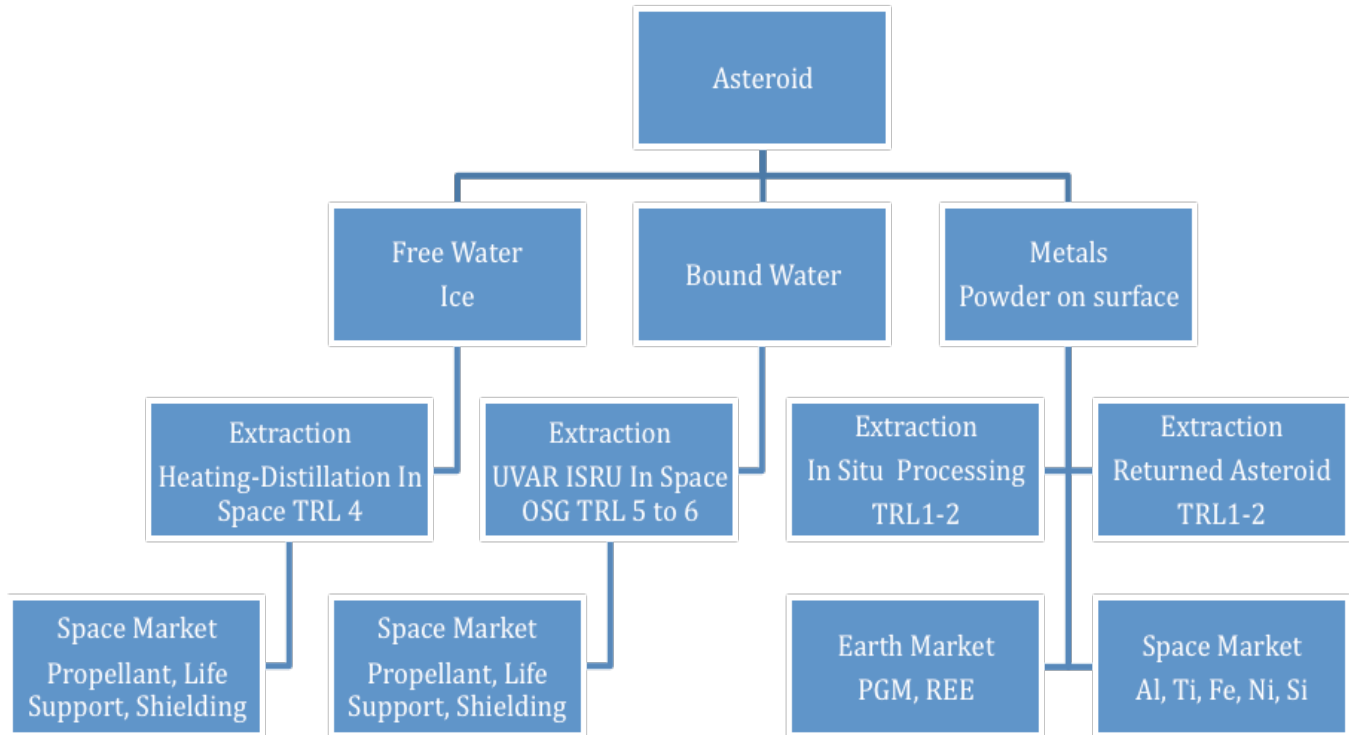 Asteroid
Free Water
Ice
Bound Water
Metals
Powder on surface
Extraction
Heating-Distillation In
Space TRL 4
Extraction
UVAR ISRU In Space
OSG TRL 5 to 6
Extraction
In Situ Processing
TRL1-2
Extraction
Returned Asteroid
TRL1-2
Space Market
Propellant, Life
Support, Shielding
Space Market
Propellant, Life
Support, Shielding
Earth Market
PGM, REE
Space Market
Al, Ti, Fe, Ni, Si